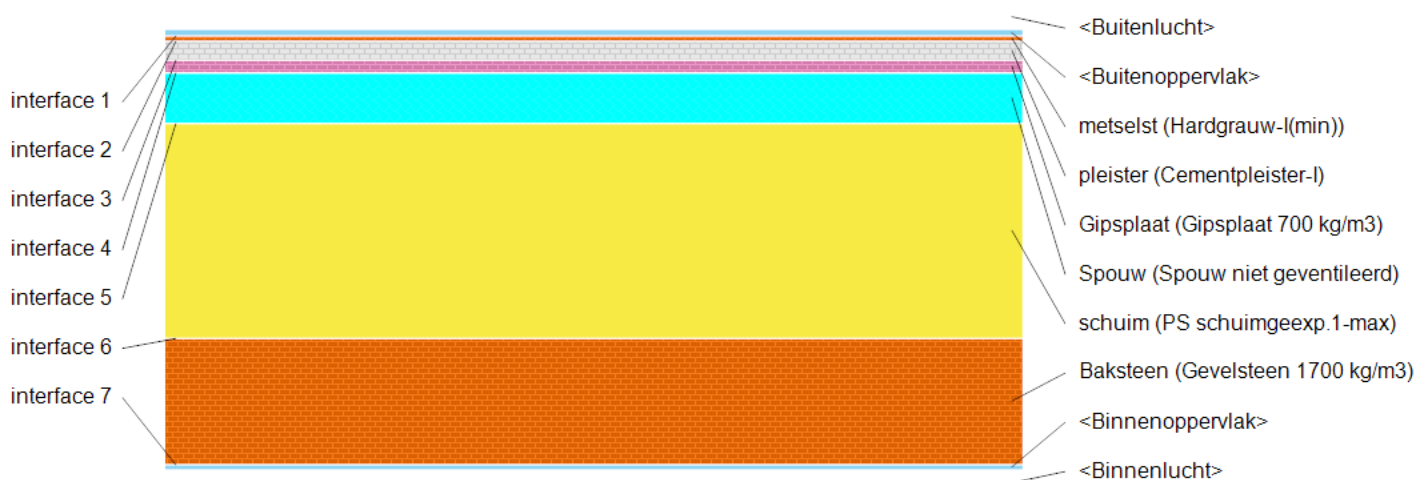 <Buitenlucht>
<Buitenoppervlak>
interface 1
metselst (Hardgrauw-I(min))
interface 2
pleister (Cementpleister-I)
interface 3
Gipsplaat (Gipsplaat 700 kg/m3)
interface 4
Spouw (Spouw niet geventileerd)
interface 5
schuim (PS schuimgeexp.1-max)
interface 6
Baksteen (Gevelsteen 1700 kg/m3)
interface 7
<Binnenoppervlak>
<Binnenlucht>